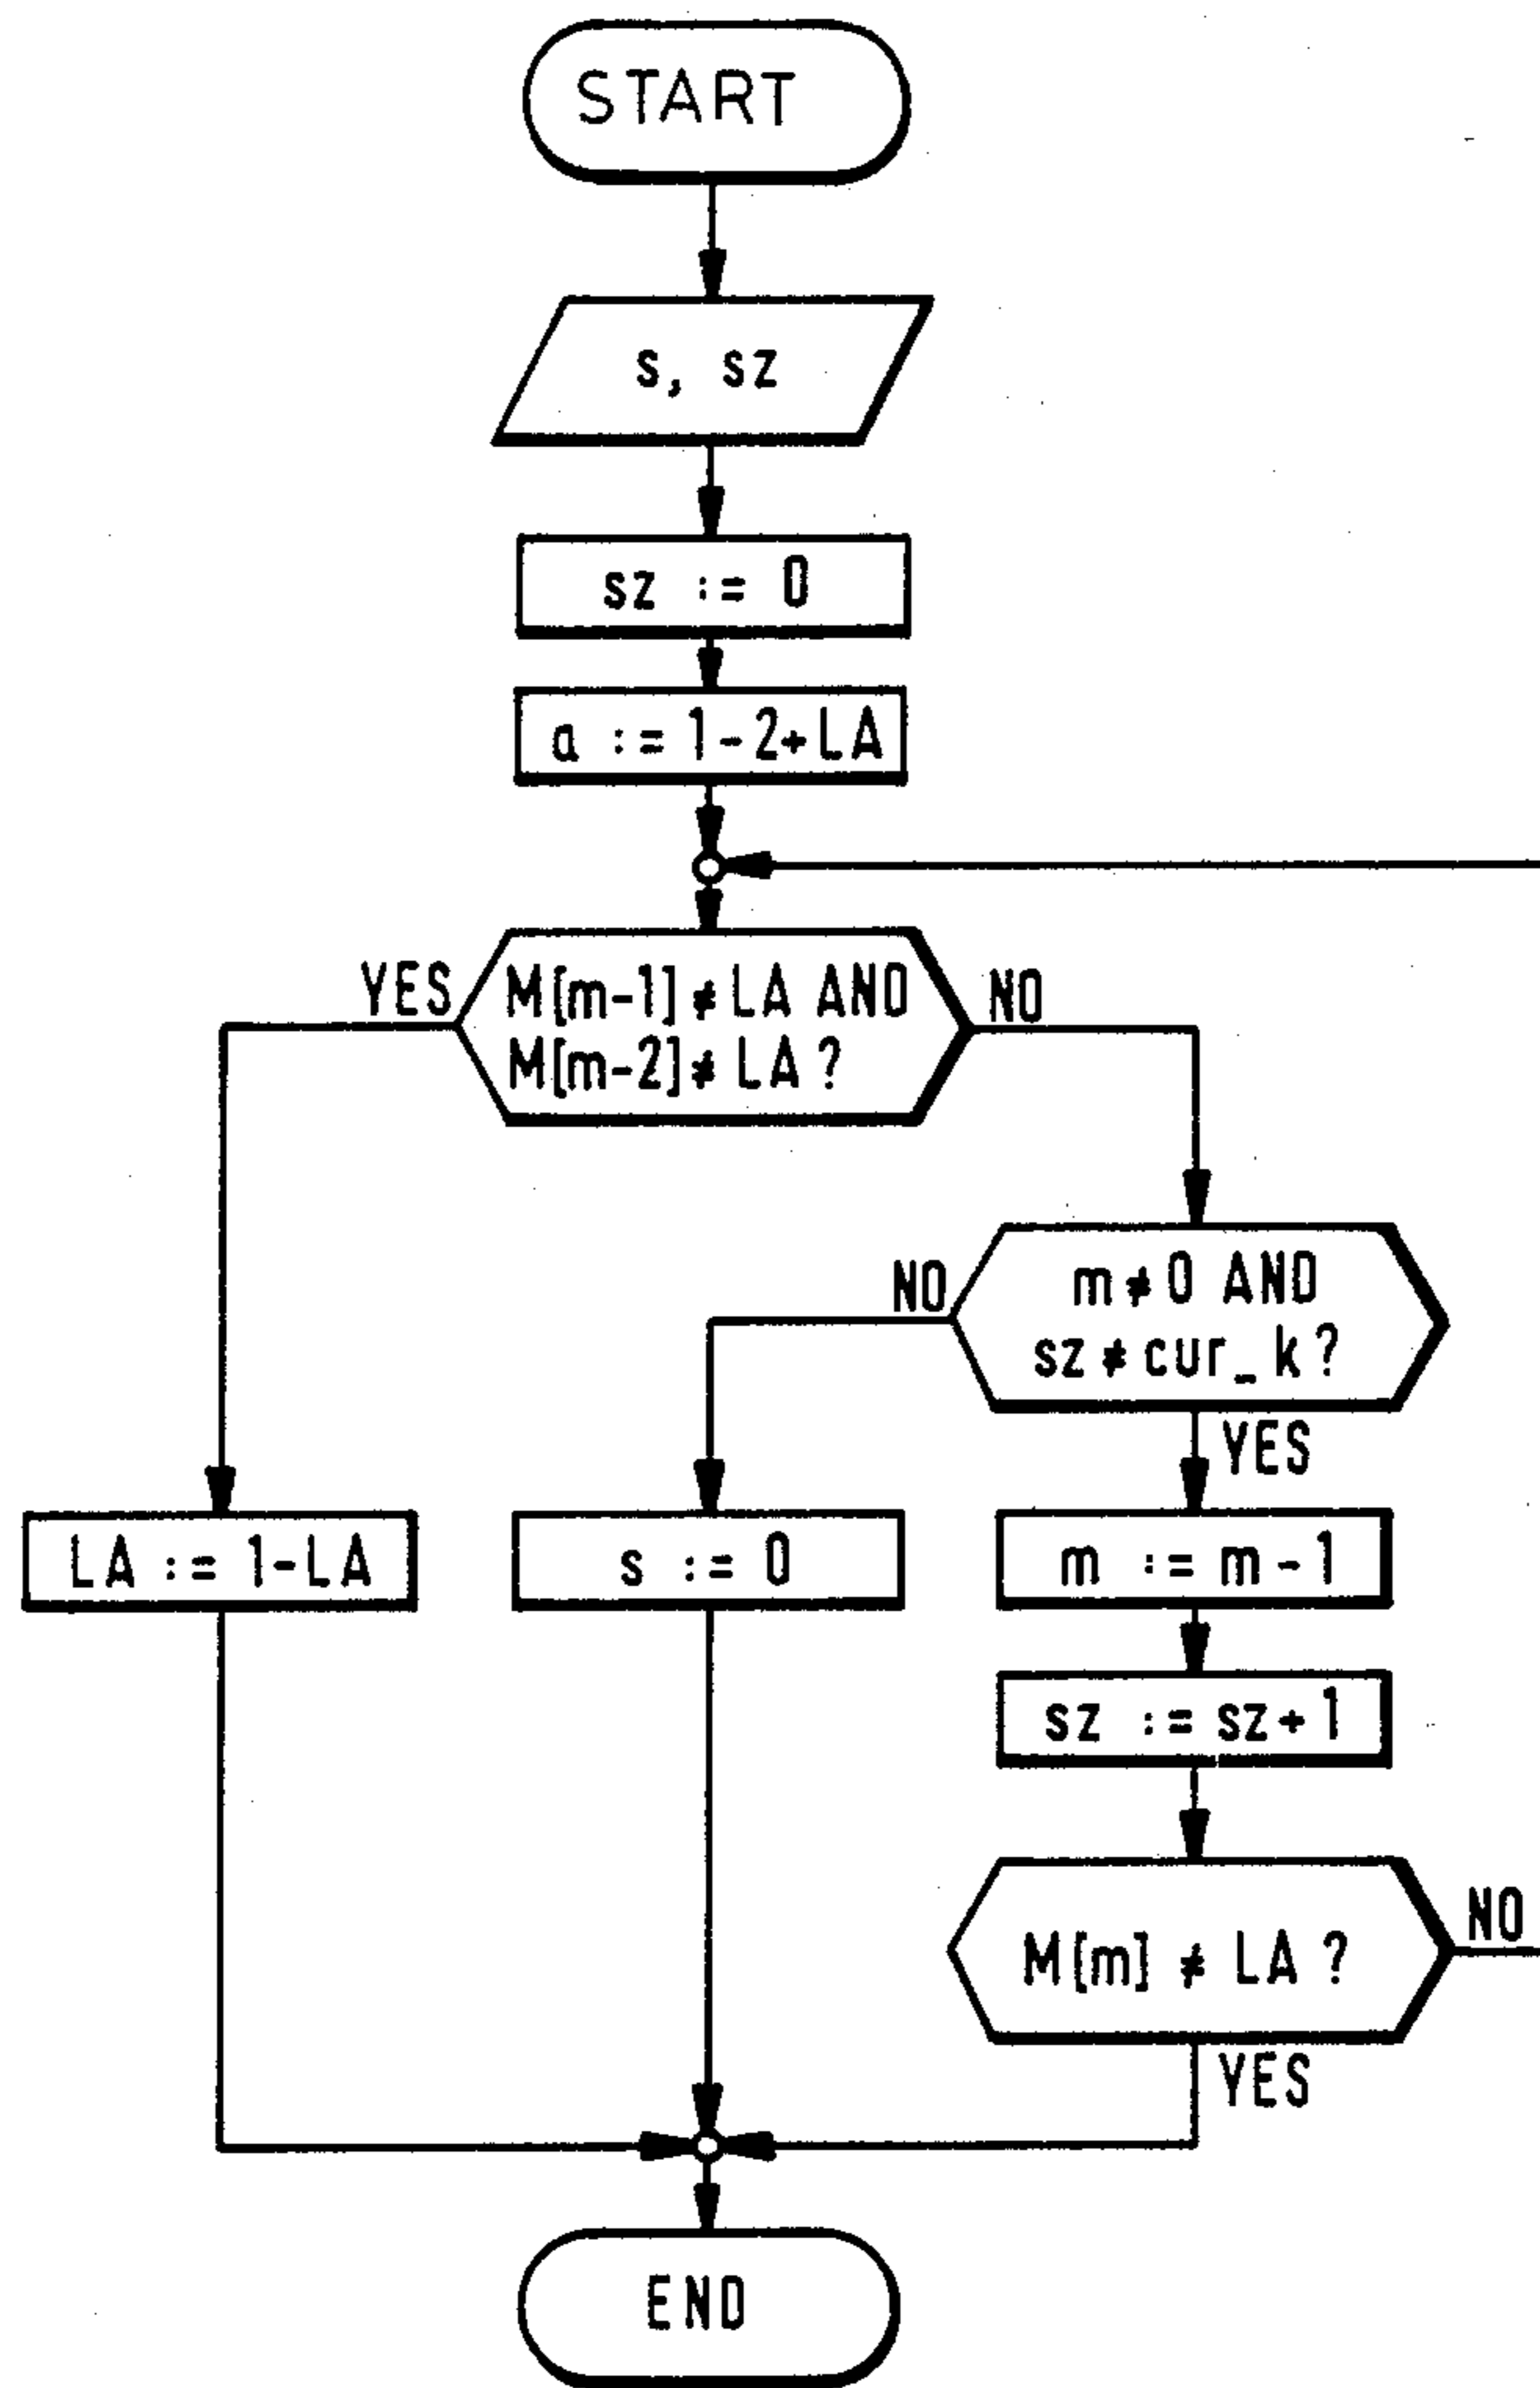 START
s, sz
sz := 0
a := 1-2+LA
YES
M[m-1]≠LA AND
M[m-2]≠LA?
NO
NO
m≠0 AND
sz≠cur_k?
YES
LA := 1-LA
s := 0
m := m-1
sz := sz+1
M[m] ≠ LA ?
NO
YES
END